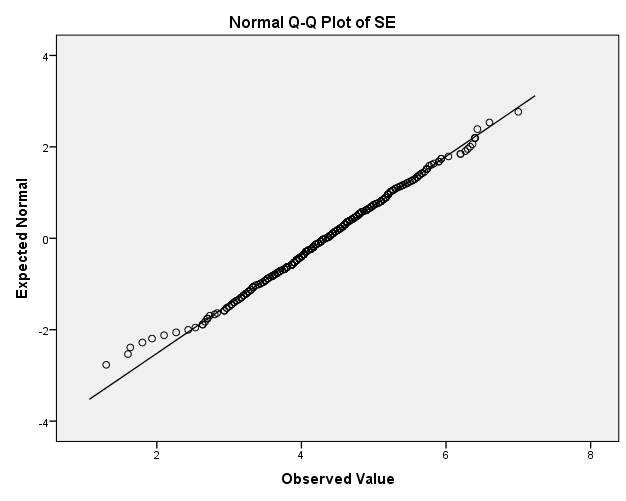 Normal Q-Q Plot of SE
4
2
0
-2
-4
Expected Normal
2 4 6 8
Observed Value